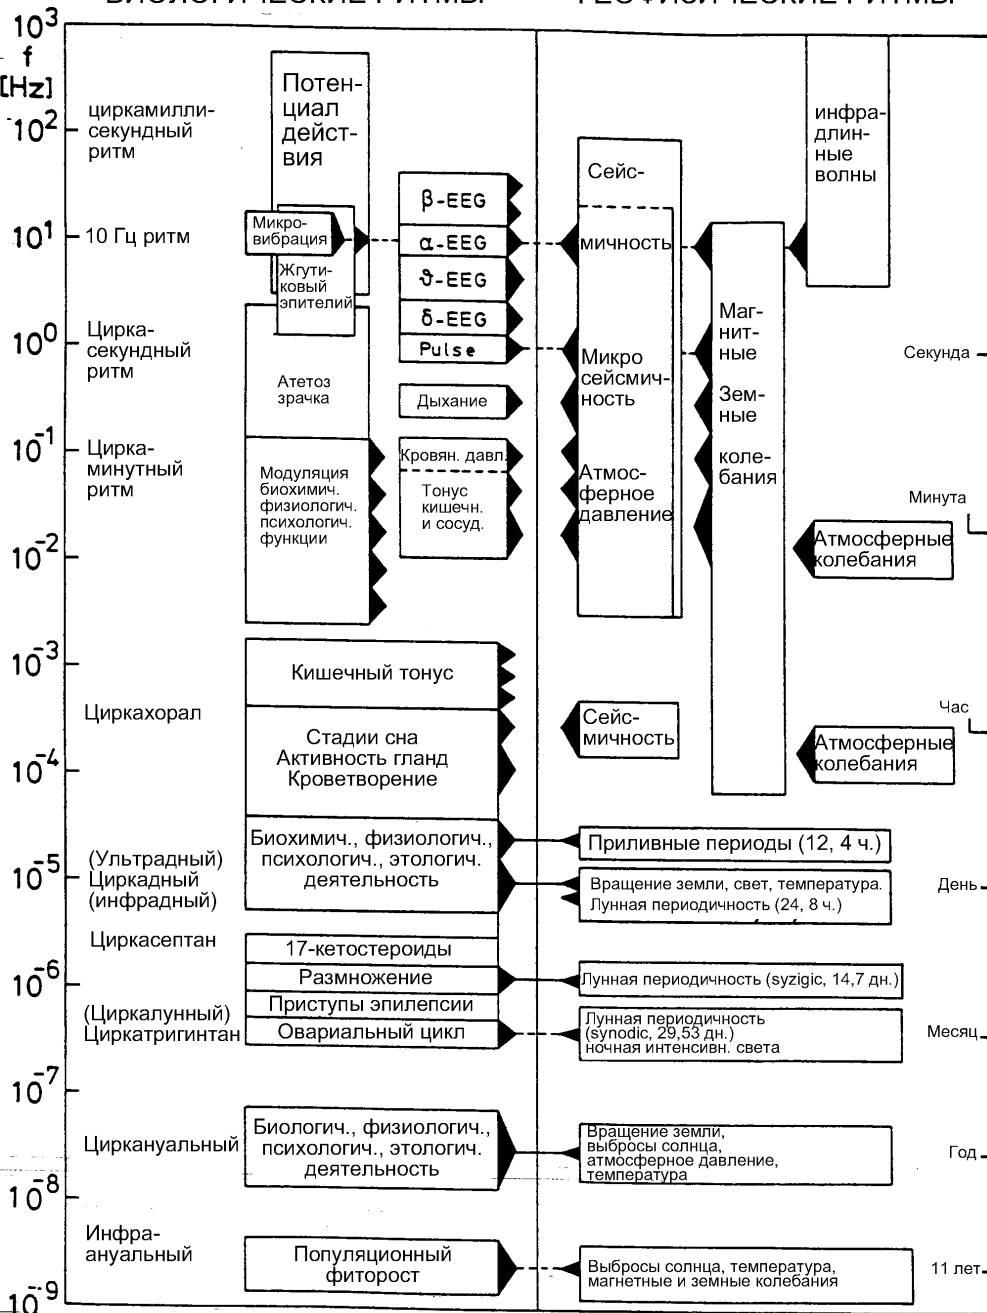 БИОЛОГИЧЕСКИЕ РИТМЫ
ГЕОФИЗИЧЕСКИЕ РИТМЫ
10³
f
[Hz]
10²
10¹
10⁰
10⁻¹
10⁻²
10⁻³
10⁻⁴
10⁻⁵
10⁻⁶
10⁻⁷
10⁻⁸
10⁻⁹
циркамилли-
секундный
ритм
10 Гц ритм
Цирка-
секундный
ритм
Цирка-
минутный
ритм
Циркахорал
(Ультрадный)
Циркадный
(инфрадный)
Циркасептан
(Циркалунный)
Циркатригинтан
Циркануальный
Инфра-
ануальный
Потен-
циал
дейст-
вия
Микро-
вибрация
Жгути-
ковый
эпителий
Атетоз
зрачка
Модуляция
биохимич.
физиологич.
психологич.
функции
β-EEG
α-EEG
ϑ-EEG
δ-EEG
Pulse
Дыхание
Кровян. давл.
Тонус
кишечн.
и сосуд.
Кишечный тонус
Стадии сна
Активность гланд
Кроветворение
Биохимич., физиологич.,
психологич., этологич.
деятельность
17-кетостероиды
Размножение
Приступы эпилепсии
Овариальный цикл
Биологич., физиологич.,
психологич., этологич.
деятельность
Популяционный
фиторост
Сейс-
мичность
Микро
сейсмич-
ность
Атмос-
ферное
давление
Маг-
нит-
ные
Зем-
ные
коле-
бания
инфра-
длин-
ные
волны
Атмосферные
колебания
Сейс-
мичность
Атмосферные
колебания
Приливные периоды (12, 4 ч.)
Вращение земли, свет, температура.
Лунная периодичность (24, 8 ч.)
Лунная периодичность (syzigic, 14,7 дн.)
Лунная периодичность
(synodic, 29,53 дн.)
ночная интенсивн. света
Вращение земли,
выбросы солнца,
атмосферное давление,
температура
Выбросы солнца, температура,
магнетные и земные колебания
Секунда
Минута
Час
День
Месяц
Год
11 лет